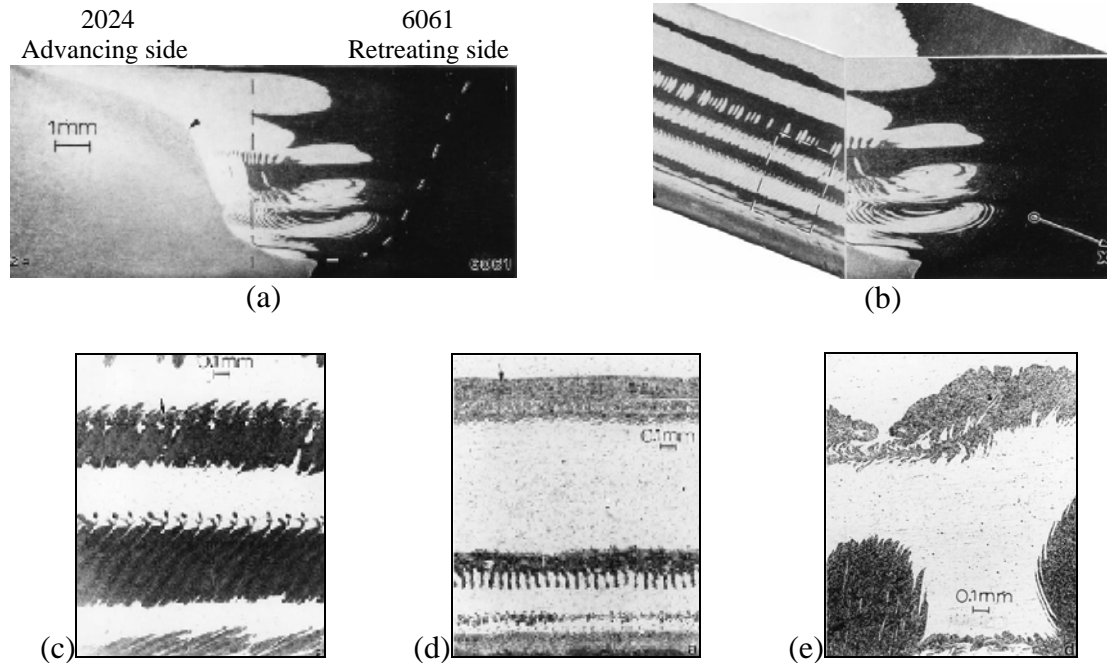 2024
Advancing side
6061
Retreating side
1mm
6061
(a)
X
(b)
0.1mm
(c)
0.1mm
(d)
0.1mm
(e)